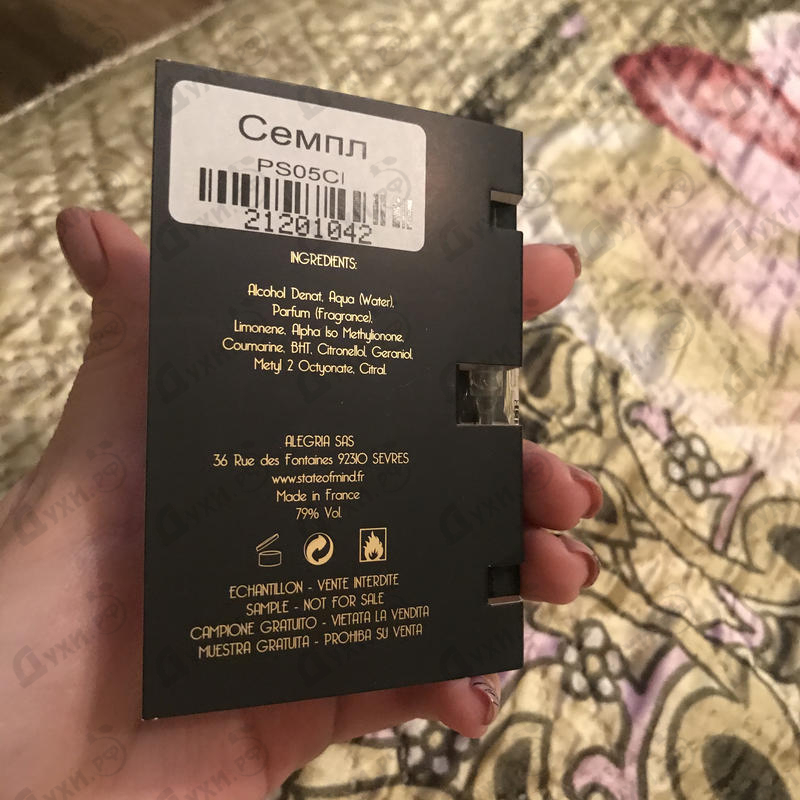 Семпл
PS05CI
21201042
INGREDIENTS:
Alcohol Denat, Aqua (Water),
Parfum (Fragrance),
Limonene, Alpha Iso Methylionone,
Coumarine, BHT, Citronellol, Geraniol,
Metyl 2 Octyonate, Citral.
ALEGRIA SAS
36 Rue des Fontaines 92310 SEVRES
www.stateofmind.fr
Made in France
79% Vol.
ECHANTILLON - VENTE INTERDITE
SAMPLE - NOT FOR SALE
CAMPIONE GRATUITO - VIETATA LA VENDITA
MUESTRA GRATUITA - PROHIBA SU VENTA
Духи.рф